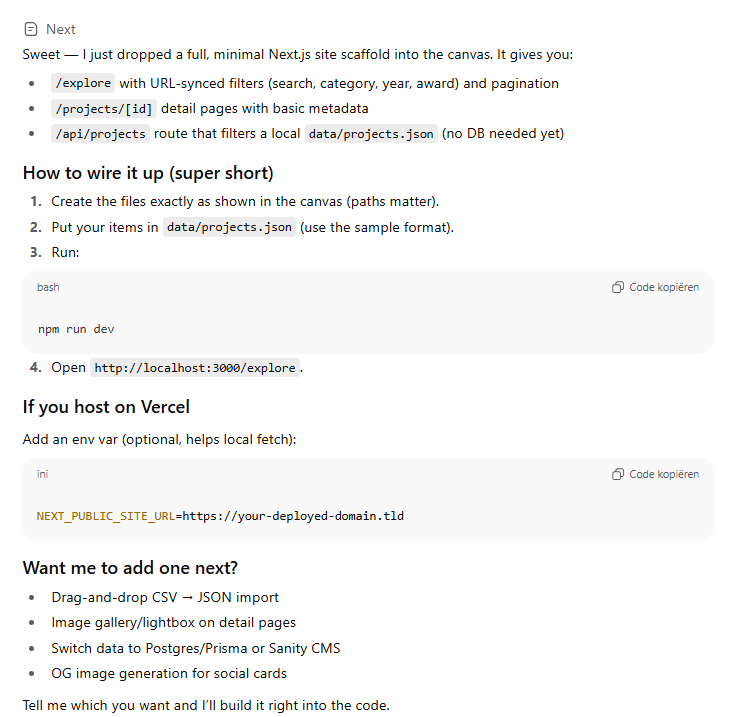 Next
Sweet — I just dropped a full, minimal Next.js site scaffold into the canvas. It gives you:
• /explore with URL-synced filters (search, category, year, award) and pagination
• /projects/[id] detail pages with basic metadata
• /api/projects route that filters a local data/projects.json (no DB needed yet)
How to wire it up (super short)
1. Create the files exactly as shown in the canvas (paths matter).
2. Put your items in data/projects.json (use the sample format).
3. Run:
bash Code kopiëren
npm run dev
4. Open http://localhost:3000/explore.
If you host on Vercel
Add an env var (optional, helps local fetch):
ini Code kopiëren
NEXT_PUBLIC_SITE_URL=https://your-deployed-domain.tld
Want me to add one next?
• Drag-and-drop CSV → JSON import
• Image gallery/lightbox on detail pages
• Switch data to Postgres/Prisma or Sanity CMS
• OG image generation for social cards
Tell me which you want and I’ll build it right into the code.